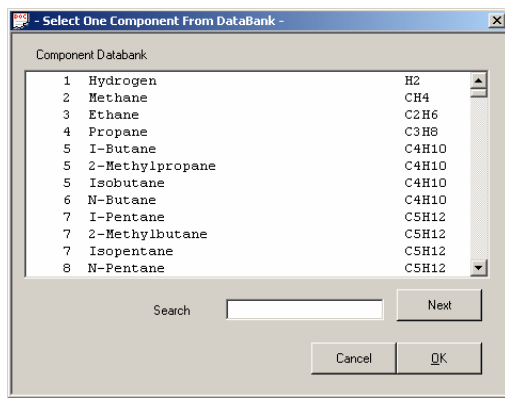 - Select One Component From DataBank -
Component Databank
1 Hydrogen H2
2 Methane CH4
3 Ethane C2H6
4 Propane C3H8
5 I-Butane C4H10
5 2-Methylpropane C4H10
5 Isobutane C4H10
6 N-Butane C4H10
7 I-Pentane C5H12
7 2-Methylbutane C5H12
7 Isopentane C5H12
8 N-Pentane C5H12
Search
Next
Cancel
OK